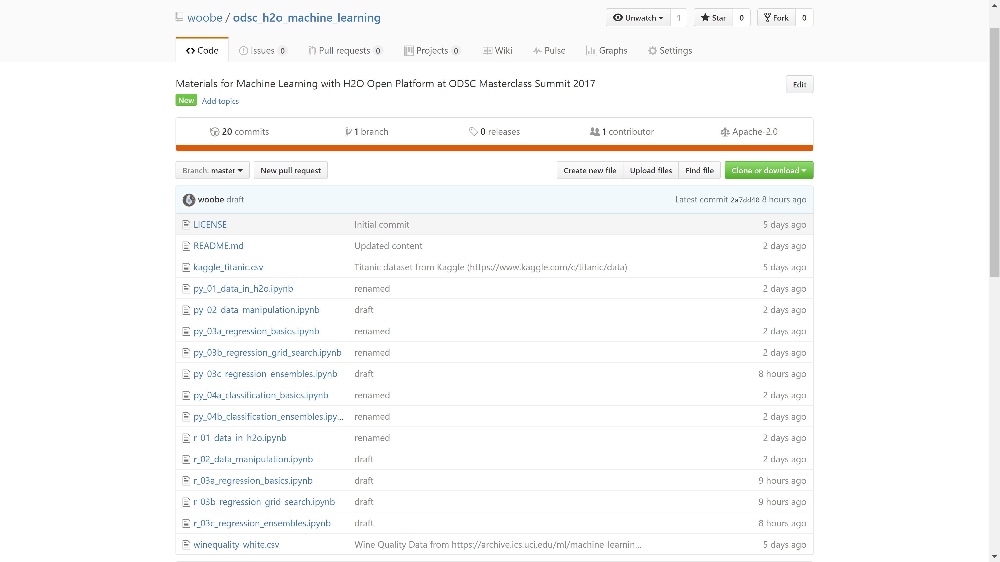 woobe / odsc_h2o_machine_learning
Unwatch 1 Star 0 Fork 0
Code Issues 0 Pull requests 0 Projects 0 Wiki Pulse Graphs Settings
Materials for Machine Learning with H2O Open Platform at ODSC Masterclass Summit 2017
Edit
New Add topics
20 commits 1 branch 0 releases 1 contributor Apache-2.0
Branch: master New pull request Create new file Upload files Find file Clone or download
woobe draft Latest commit 2a7dd40 8 hours ago
LICENSE Initial commit 5 days ago
README.md Updated content 2 days ago
kaggle_titanic.csv Titanic dataset from Kaggle (https://www.kaggle.com/c/titanic/data) 5 days ago
py_01_data_in_h2o.ipynb renamed 2 days ago
py_02_data_manipulation.ipynb draft 2 days ago
py_03a_regression_basics.ipynb renamed 2 days ago
py_03b_regression_grid_search.ipynb renamed 2 days ago
py_03c_regression_ensembles.ipynb draft 8 hours ago
py_04a_classification_basics.ipynb renamed 2 days ago
py_04b_classification_ensembles.ipy... renamed 2 days ago
r_01_data_in_h2o.ipynb renamed 2 days ago
r_02_data_manipulation.ipynb draft 2 days ago
r_03a_regression_basics.ipynb draft 9 hours ago
r_03b_regression_grid_search.ipynb draft 9 hours ago
r_03c_regression_ensembles.ipynb draft 8 hours ago
winequality-white.csv Wine Quality Data from https://archive.ics.uci.edu/ml/machine-learnin... 5 days ago